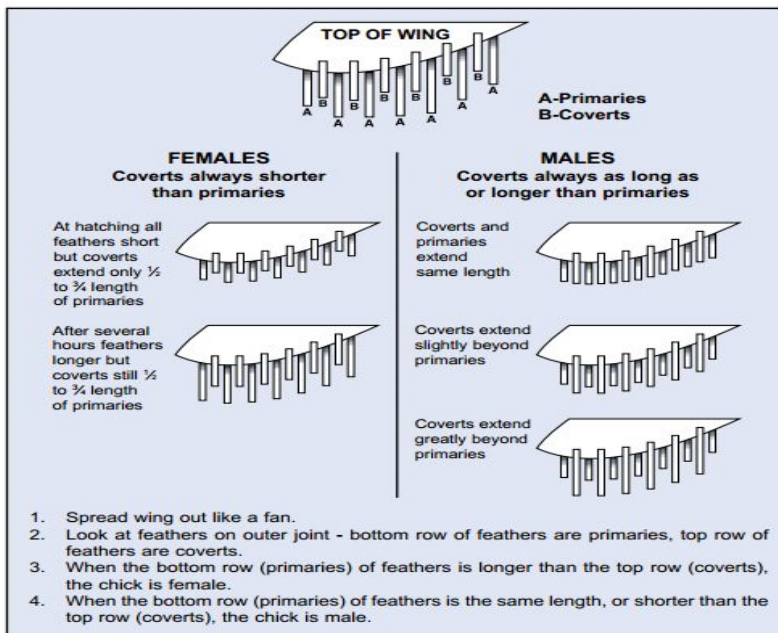 TOP OF WING
B B B B B B
A A A A A A A
A-Primaries
B-Coverts
FEMALES
Coverts always shorter
than primaries
At hatching all
feathers short
but coverts
extend only ½
to ¾ length
of primaries
After several
hours feathers
longer but
coverts still ½
to ¾ length
of primaries
MALES
Coverts always as long as
or longer than primaries
Coverts and
primaries
extend
same length
Coverts extend
slightly beyond
primaries
Coverts extend
greatly beyond
primaries
1. Spread wing out like a fan.
2. Look at feathers on outer joint - bottom row of feathers are primaries, top row of
feathers are coverts.
3. When the bottom row (primaries) of feathers is longer than the top row (coverts),
the chick is female.
4. When the bottom row (primaries) of feathers is the same length, or shorter than the
top row (coverts), the chick is male.